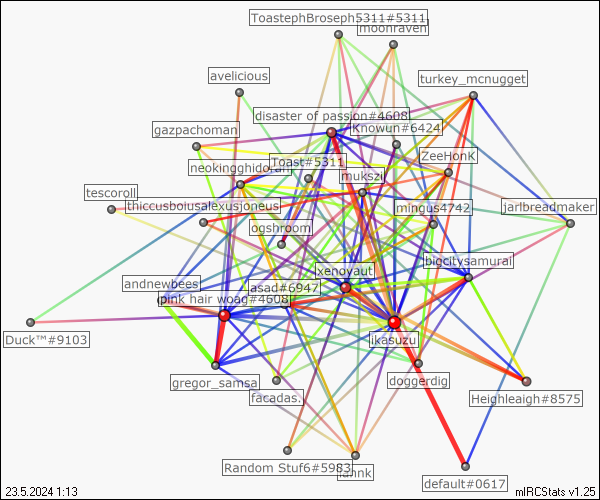 ToastephBroseph5311#5311
moonraven
avelicious
turkey_mcnugget
disaster of passion#4608
Knowun#6424
gazpachoman
ZeeHonK
Toast#5311
neokingghidorah
mukszi
tescoroll
thiccusboiusalexusjoneus
mingus4742
jarlbreadmaker
ogshroom
bigcitysamurai
xenoyaut
andnewbees
asad#6947
pink hair woag#4608
Duck™#9103
ikasuzu
gregor_samsa
doggerdig
facadas.
Heighleaigh#8575
Random Stuf6#5983
iannk
default#0617
23.5.2024 1:13
mIRCStats v1.25